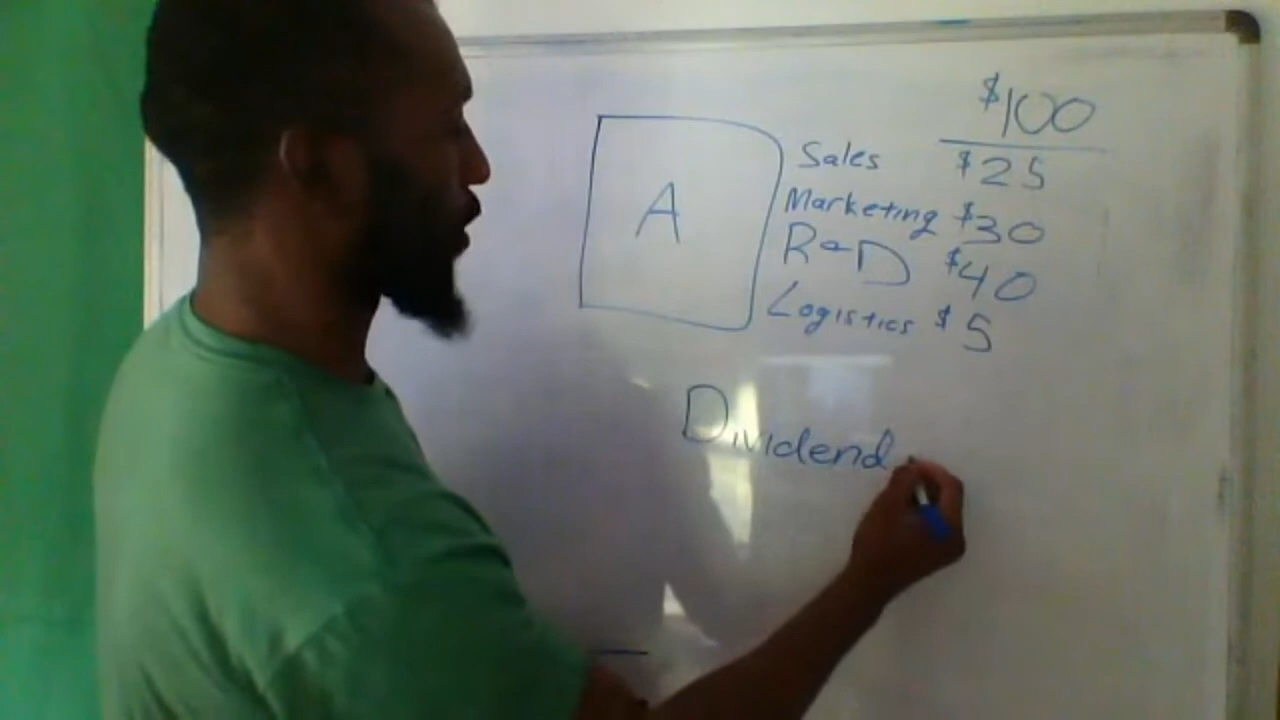 $100
A
Sales $25
Marketing $30
R&D $40
Logistics $5
Dividend